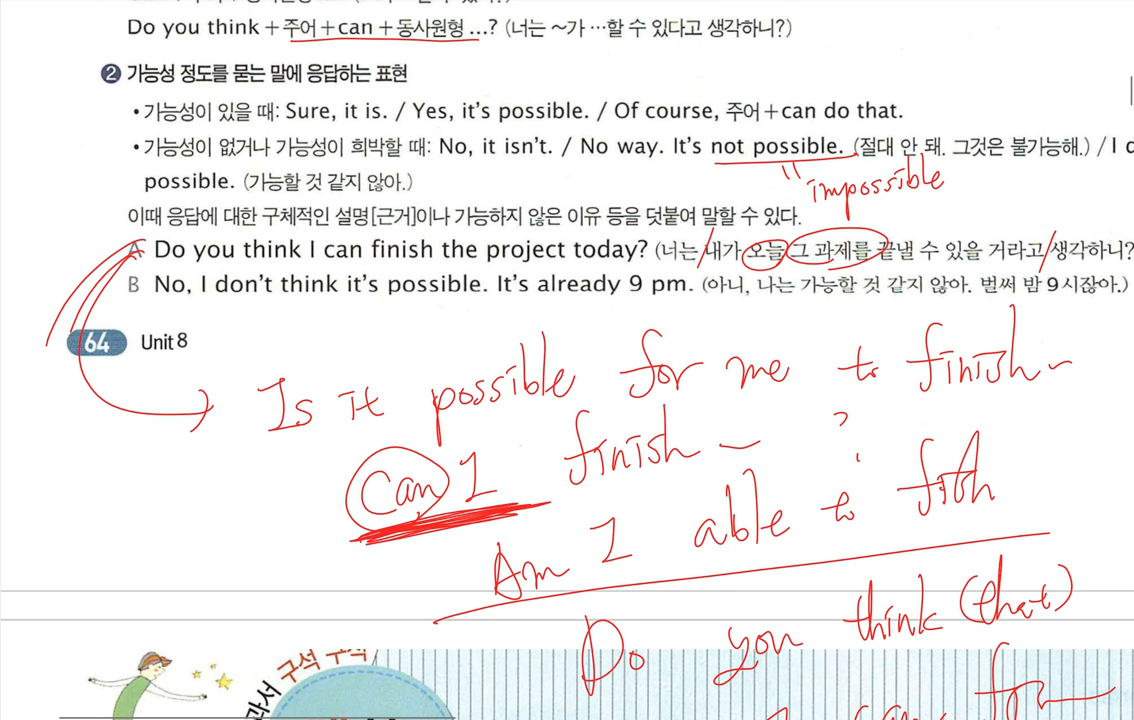 Do you think + 주어 + can + 동사원형 ...? (너는 ~가 …할 수 있다고 생각하니?)
❷ 가능성 정도를 묻는 말에 응답하는 표현
• 가능성이 있을 때: Sure, it is. / Yes, it's possible. / Of course, 주어+can do that.
• 가능성이 없거나 가능성이 희박할 때: No, it isn't. / No way. It's not possible. (절대 안 돼. 그것은 불가능해.) / I d
possible. (가능할 것 같지 않아.)
impossible
이때 응답에 대한 구체적인 설명[근거]이나 가능하지 않은 이유 등을 덧붙여 말할 수 있다.
A Do you think I can finish the project today? (너는 내가 오늘 그 과제를 끝낼 수 있을 거라고 생각하니?
B No, I don't think it's possible. It's already 9 pm. (아니, 나는 가능할 것 같지 않아. 벌써 밤 9시잖아.)
64 Unit 8
Is it possible for me to finish ~
Can I finish ~ ?
Am I able to
Do you think (that)
과서 구석 구석